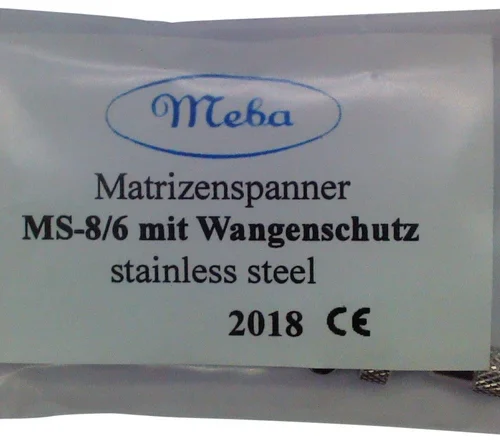 Meba
Matrizenspanner
MS-8/6 mit Wangenschutz
stainless steel
2018 CE